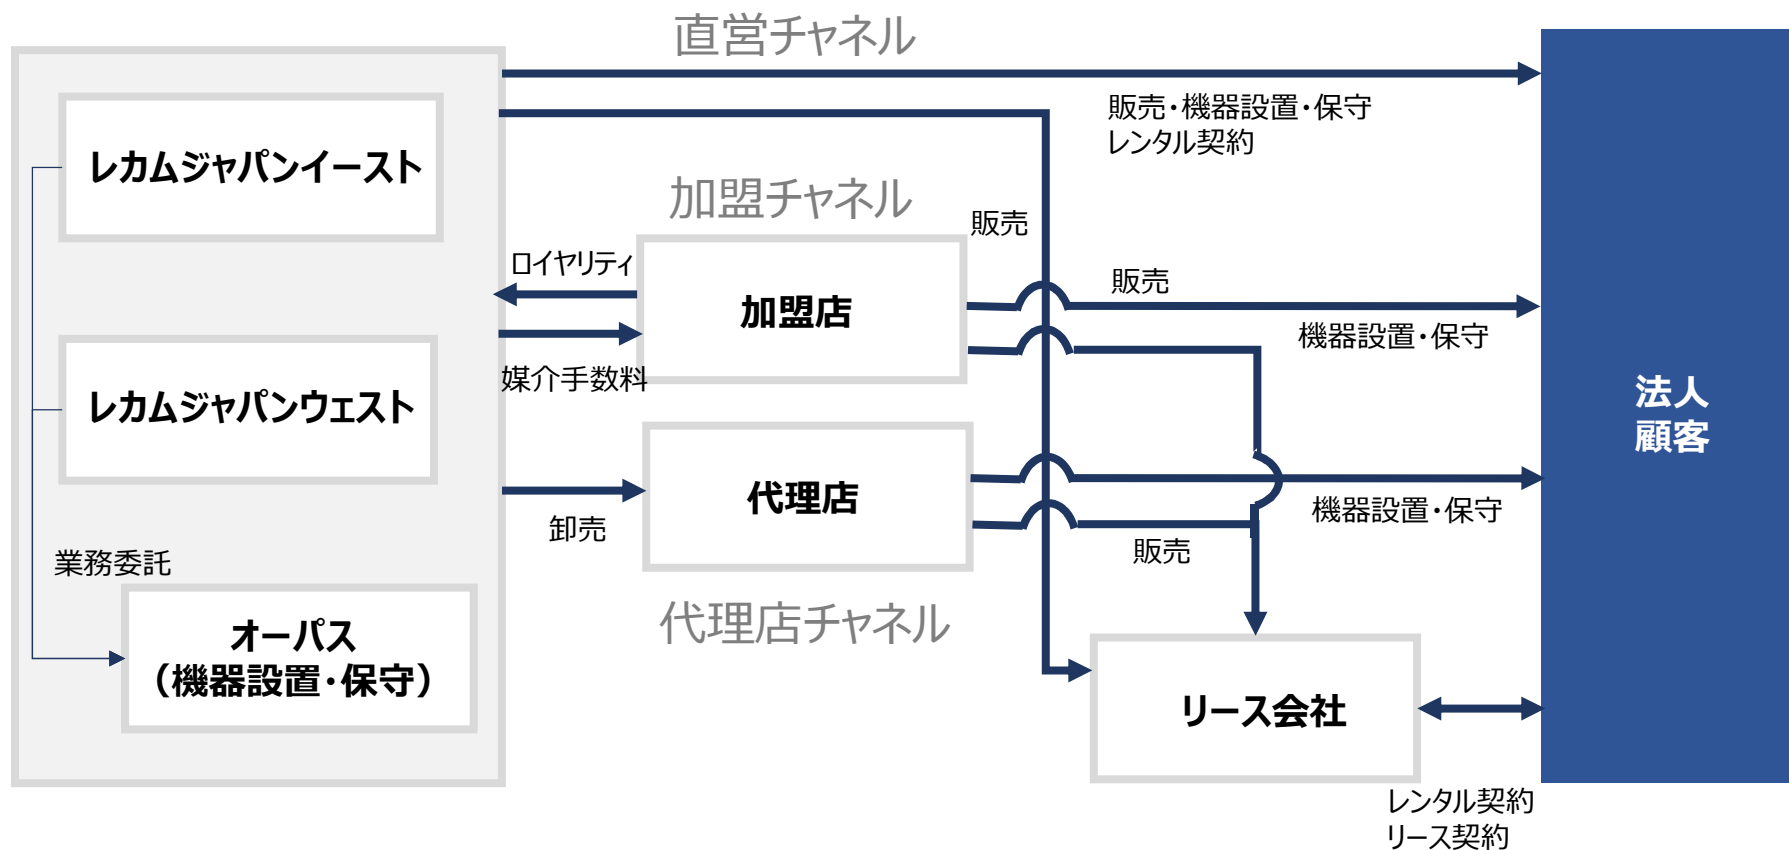 直営チャネル
販売・機器設置・保守
レンタル契約
レカムジャパンイースト
加盟チャネル
販売
ロイヤリティ
加盟店
販売
機器設置・保守
媒介手数料
レカムジャパンウェスト
法人
顧客
代理店
卸売
機器設置・保守
販売
業務委託
代理店チャネル
オーパス
（機器設置・保守）
リース会社
レンタル契約
リース契約